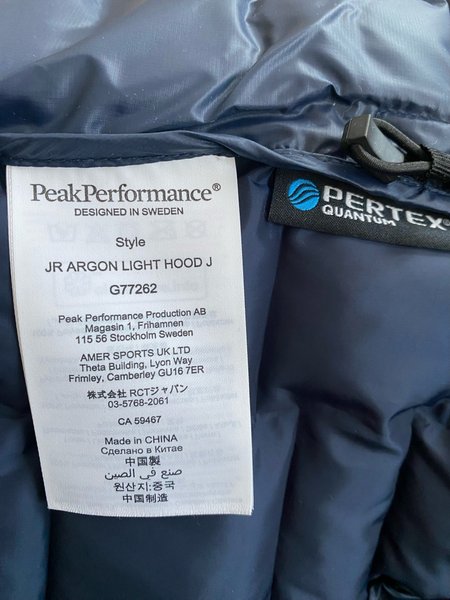 PeakPerformance®
DESIGNED IN SWEDEN
Style
JR ARGON LIGHT HOOD J
G77262
Peak Performance Production AB
Magasin 1, Frihamnen
115 56 Stockholm Sweden
AMER SPORTS UK LTD
Theta Building, Lyon Way
Frimley, Camberley GU16 7ER
株式会社 RCTジャパン
03-5768-2061
CA 59467
Made in CHINA
Сделано в Китае
中国製
صنع في الصين
원산지:중국
中国制造
PERTEX®
QUANTUM